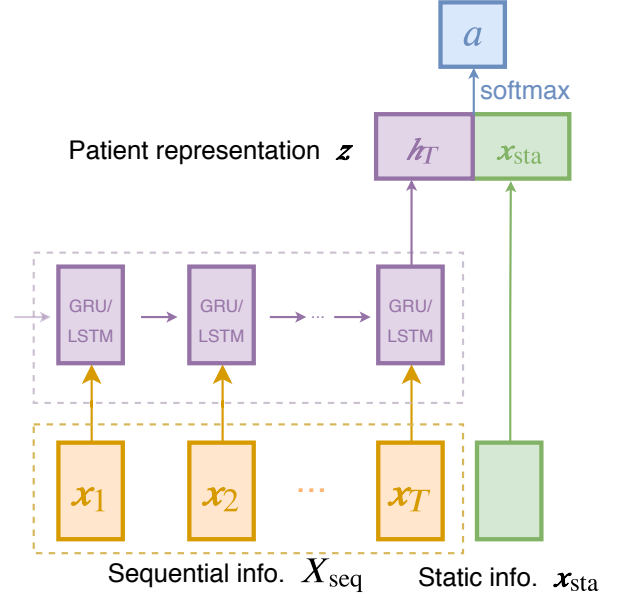 a
softmax
Patient representation z h_T x_sta
GRU/ GRU/ GRU/
LSTM LSTM ... LSTM
x_1 x_2 ... x_T
Sequential info. X_seq Static info. x_sta